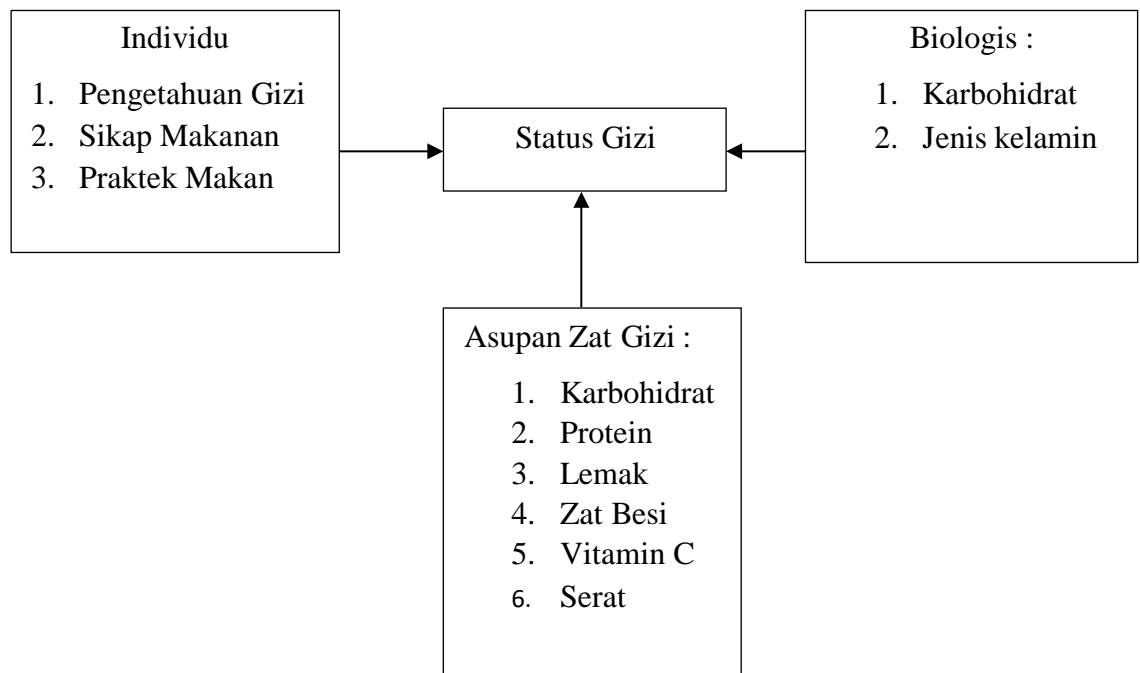 Individu
1. Pengetahuan Gizi
2. Sikap Makanan
3. Praktek Makan
Status Gizi
Biologis :
1. Karbohidrat
2. Jenis kelamin
Asupan Zat Gizi :
1. Karbohidrat
2. Protein
3. Lemak
4. Zat Besi
5. Vitamin C
6. Serat